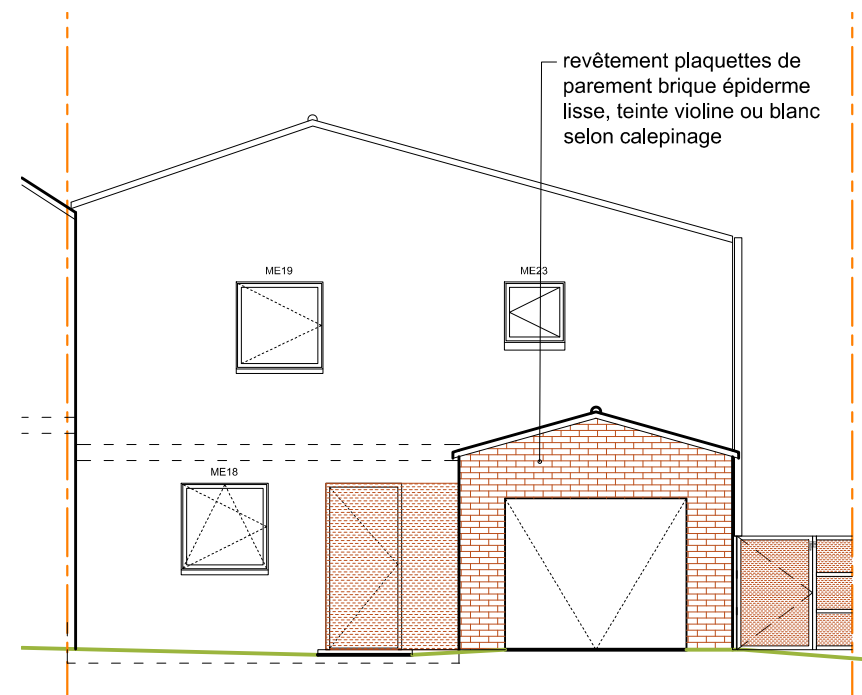 revêtement plaquettes de
parement brique épiderme
lisse, teinte violine ou blanc
selon calepinage
ME19
ME23
ME18